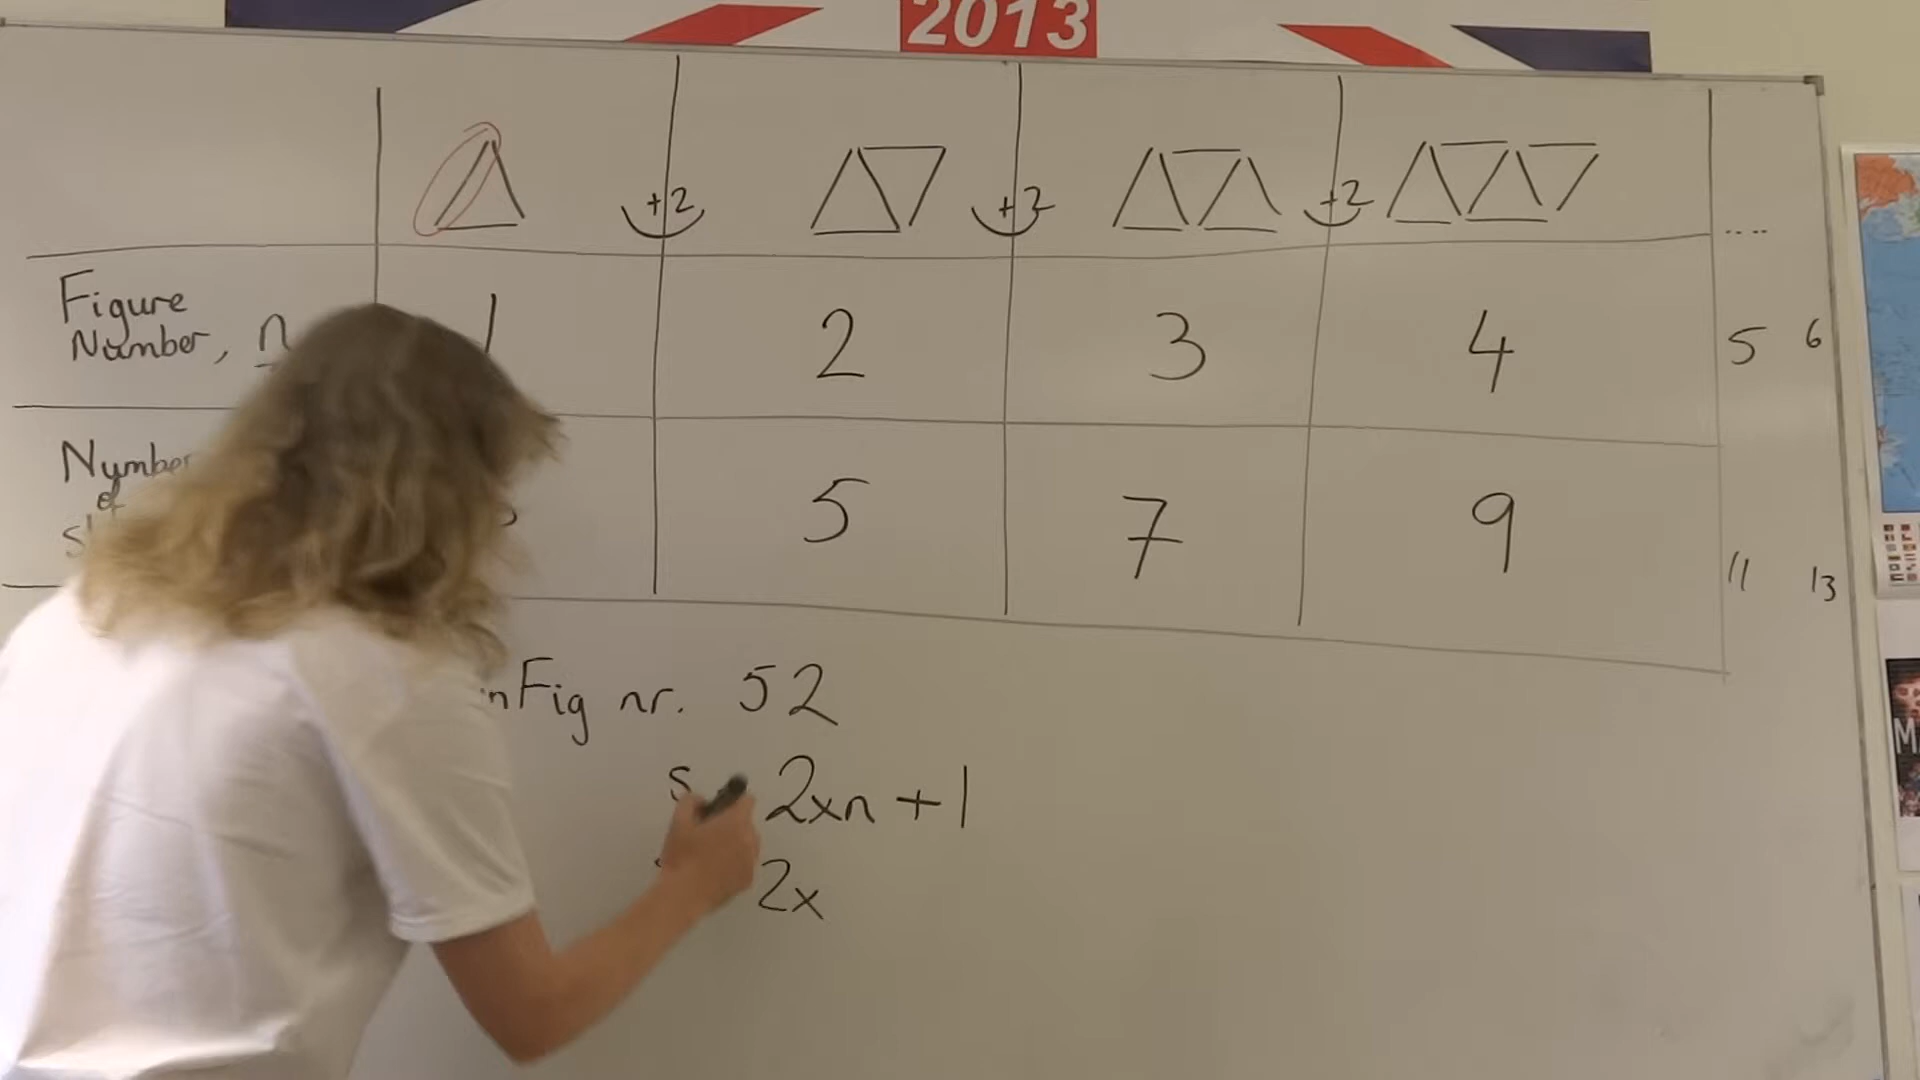 2013
+2 +2 +2 ....
Figure
Number, n 1 2 3 4 5 6
Number
of
5 7 9 11 13
Fig nr. 52
s 2xn +1
2x